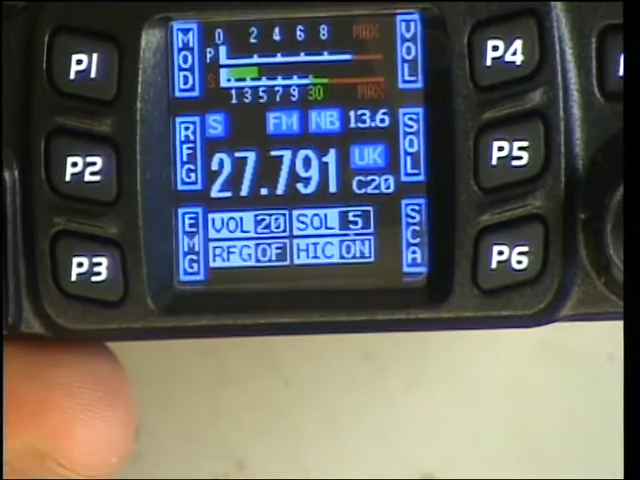 P1
P2
P3
MOD
RFG
EMG
0 2 4 6 8 MAX
P
S
1 3 5 7 9 30 MAX
S FM NB 13.6
27.791 UK
C20
VOL 20 SQL 5
RFG OF HIC ON
VOL
SQL
SCA
P4
P5
P6